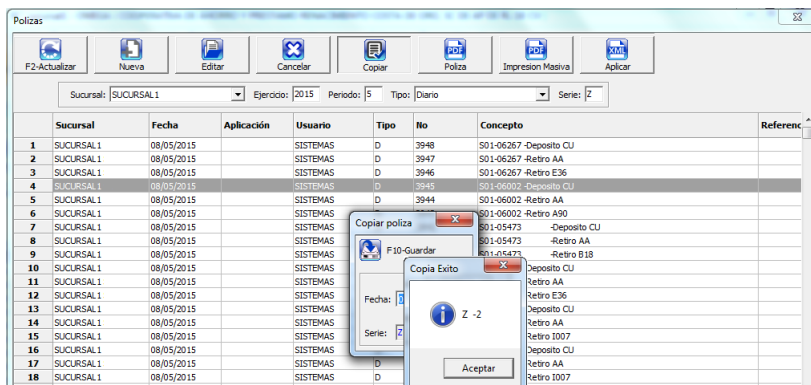 Polizas
F2-Actualizar Nueva Editar Cancelar Copiar PDF Poliza PDF Impresion Masiva XML Aplicar
Sucursal: SUCURSAL1 Ejercicio: 2015 Periodo: 5 Tipo: Diario Serie: Z
Sucursal Fecha Aplicación Usuario Tipo No Concepto Referenc
1 SUCURSAL1 08/05/2015 SISTEMAS D 3948 S01-06267 -Deposito CU
2 SUCURSAL1 08/05/2015 SISTEMAS D 3947 S01-06267 -Retiro AA
3 SUCURSAL1 08/05/2015 SISTEMAS D 3946 S01-06267 -Retiro E36
4 SUCURSAL1 08/05/2015 SISTEMAS D 3945 S01-06002 -Deposito CU
5 SUCURSAL1 08/05/2015 SISTEMAS D 3944 S01-06002 -Retiro AA
6 SUCURSAL1 08/05/2015 SISTEMAS D S01-06002 -Retiro A90
7 SUCURSAL1 08/05/2015 SISTEMAS Copiar poliza S01-05473 -Deposito CU
8 SUCURSAL1 08/05/2015 SISTEMAS F10-Guardar S01-05473 -Retiro AA
9 SUCURSAL1 08/05/2015 SISTEMAS S01-05473 -Retiro B18
10 SUCURSAL1 08/05/2015 SISTEMAS Copia Exito Deposito CU
11 SUCURSAL1 08/05/2015 SISTEMAS Retiro AA
12 SUCURSAL1 08/05/2015 SISTEMAS Fecha: Retiro E36
13 SUCURSAL1 08/05/2015 SISTEMAS Z -2 Deposito CU
14 SUCURSAL1 08/05/2015 SISTEMAS Retiro AA
15 SUCURSAL1 08/05/2015 SISTEMAS Serie: Z Retiro I007
16 SUCURSAL1 08/05/2015 SISTEMAS Deposito CU
17 SUCURSAL1 08/05/2015 SISTEMAS D Aceptar Retiro AA
18 SUCURSAL1 08/05/2015 SISTEMAS D Retiro I007